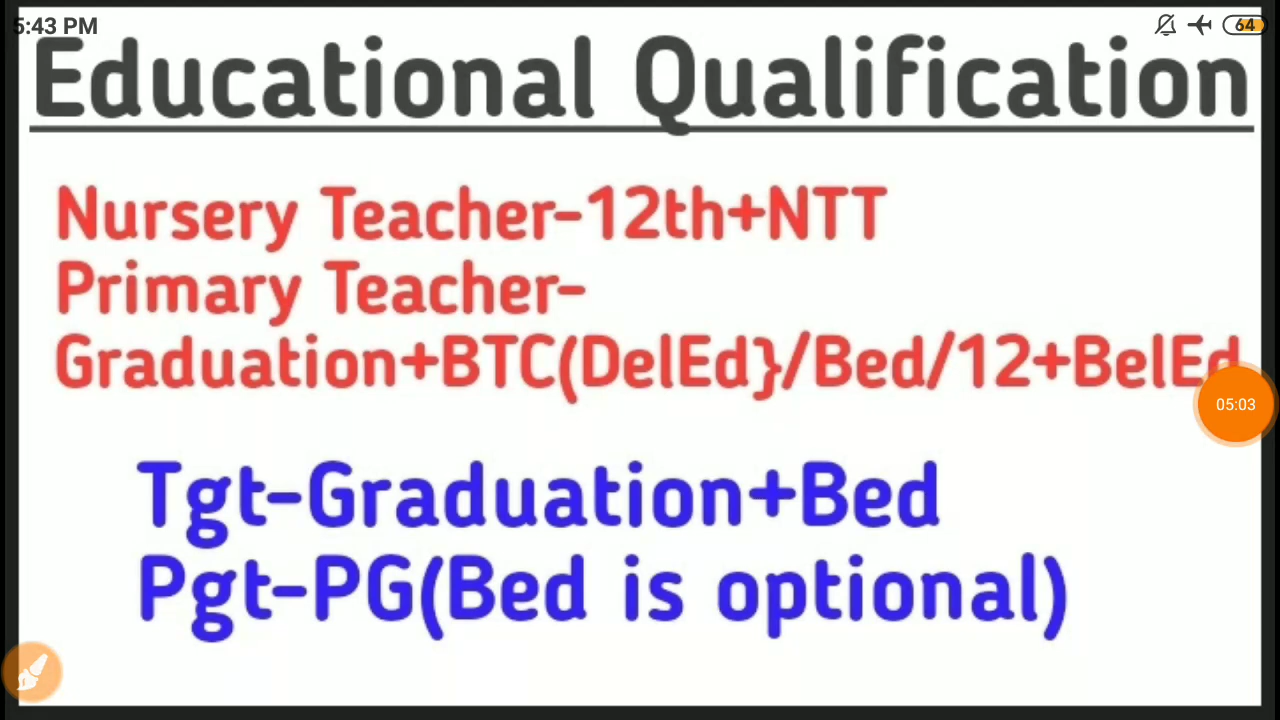 5:43 PM
64
Educational Qualification
Nursery Teacher-12th+NTT
Primary Teacher-
Graduation+BTC(DelEd}/Bed/12+BelEd
05:03
Tgt-Graduation+Bed
Pgt-PG(Bed is optional)